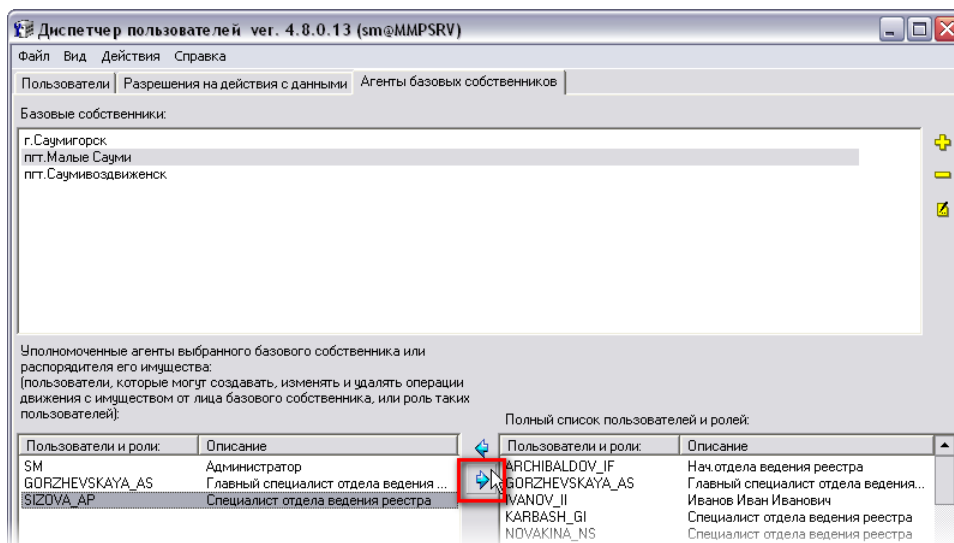 Диспетчер пользователей ver. 4.8.0.13 (sm@MMPSRV)
Файл Вид Действия Справка
Пользователи Разрешения на действия с данными Агенты базовых собственников
Базовые собственники:
г.Саумигорск
пгт.Малые Сауми
пгт.Саумивоздвиженск
Уполномоченные агенты выбранного базового собственника или
распорядителя его имущества:
(пользователи, которые могут создавать, изменять и удалять операции
движения с имуществом от лица базового собственника, или роль таких
пользователей):
Пользователи и роли: Описание
SM Администратор
GORZHEVSKAYA_AS Главный специалист отдела ведения ...
SIZOVA_AP Специалист отдела ведения реестра
Полный список пользователей и ролей:
Пользователи и роли: Описание
ARCHIBALDOV_IF Нач.отдела ведения реестра
GORZHEVSKAYA_AS Главный специалист отдела ведения...
IVANOV_II Иванов Иван Иванович
KARBASH_GI Специалист отдела ведения реестра
NOVAKINA_NS Специалист отдела ведения реестра